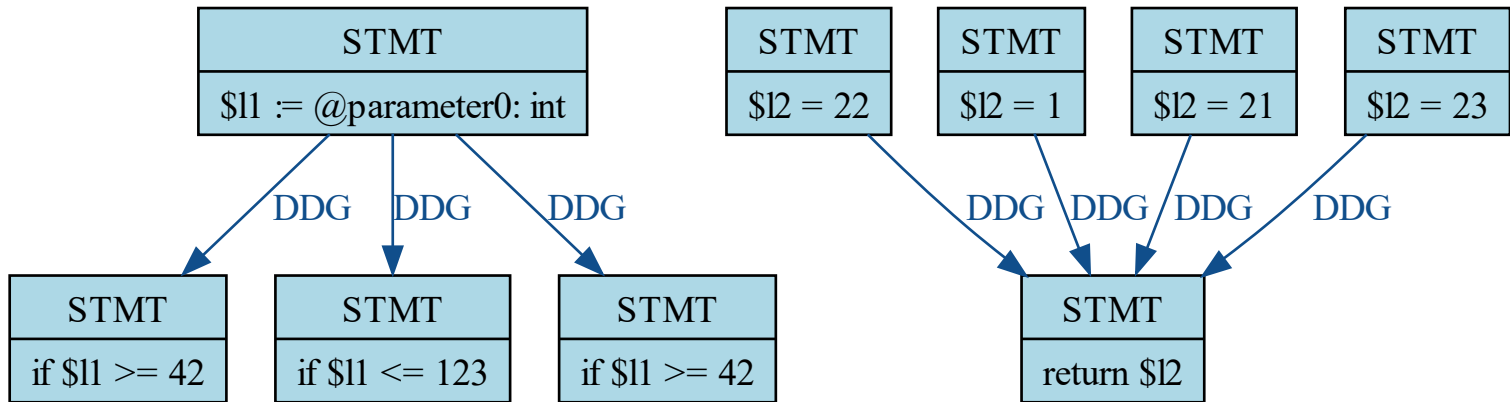 STMT
$l1 := @parameter0: int
STMT
$l2 = 22
STMT
$l2 = 1
STMT
$l2 = 21
STMT
$l2 = 23
DDG
DDG
DDG
DDG
DDG
DDG
DDG
STMT
if $l1 >= 42
STMT
if $l1 <= 123
STMT
if $l1 >= 42
STMT
return $l2